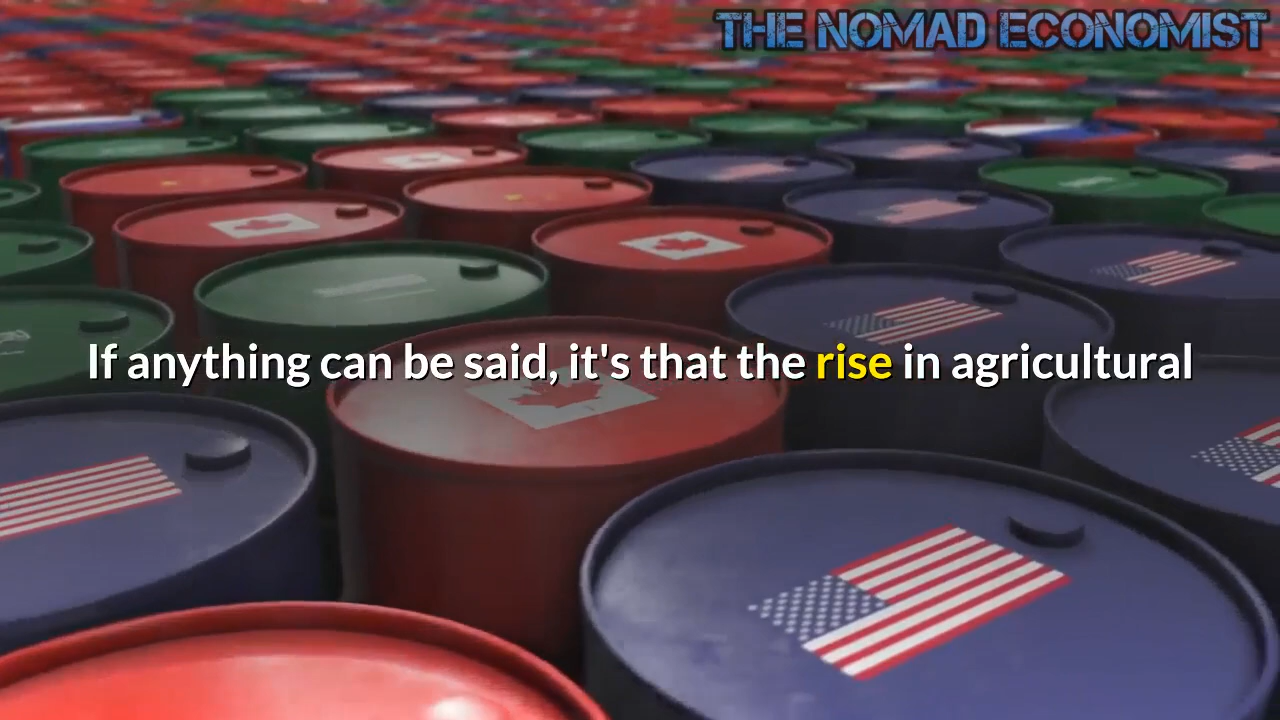 THE NOMAD ECONOMIST
If anything can be said, it's that the rise in agricultural